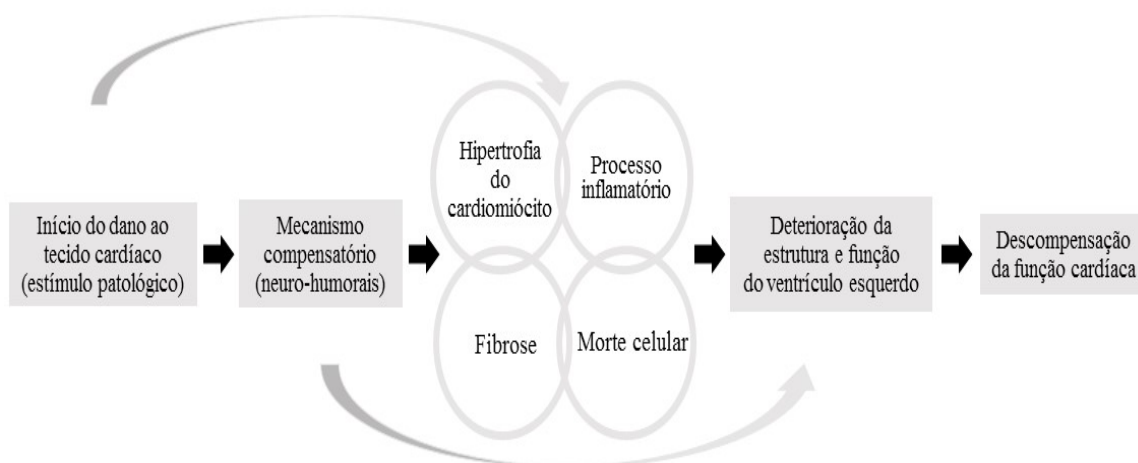 Início do dano ao
tecido cardíaco
(estímulo patológico)
Mecanismo
compensatório
(neuro-humorais)
Hipertrofia
do
cardiomiócito
Processo
inflamatório
Fibrose
Morte celular
Deterioração da
estrutura e função
do ventrículo esquerdo
Descompensação
da função cardíaca